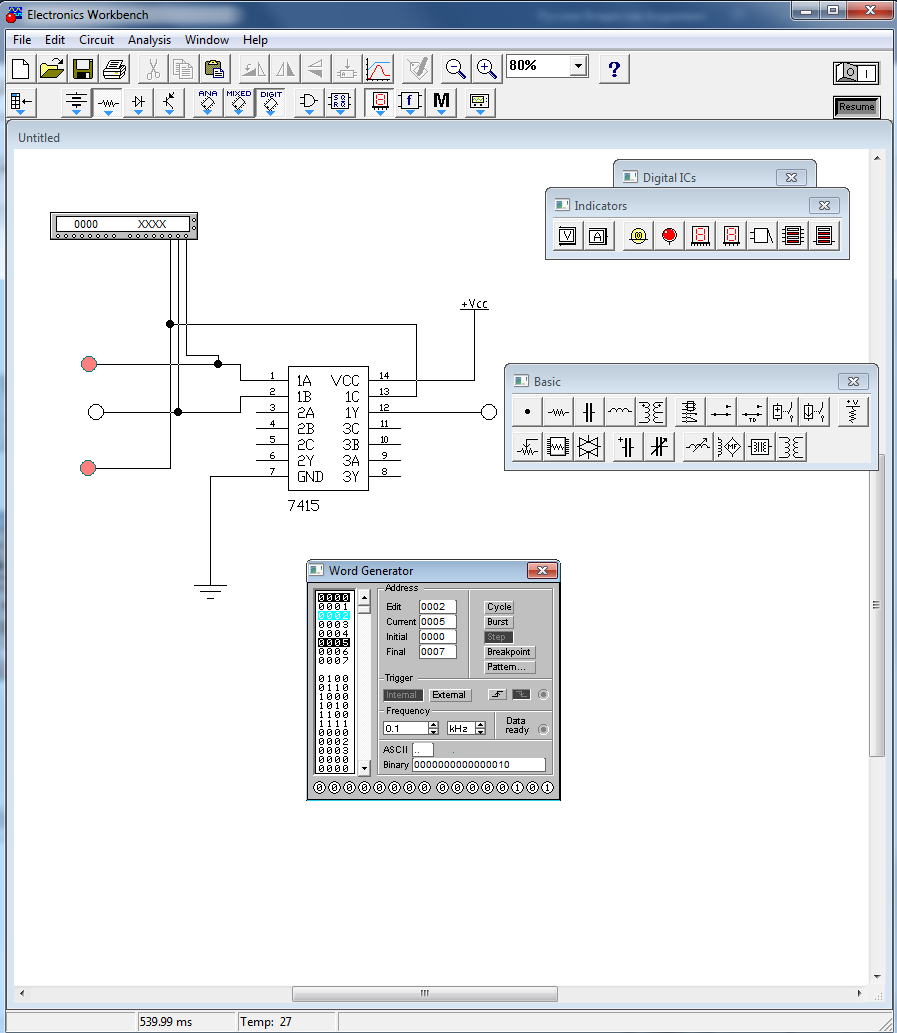 Electronics Workbench
File Edit Circuit Analysis Window Help
80%
?
ANA MIXED DIGIT
f M
Resume
Untitled
Digital ICs
0000 XXXX
Indicators
V A
+Vcc
1 1A VCC 14
2 1B 1C 13
3 2A 1Y 12
4 2B 3C 11
5 2C 3B 10
6 2Y 3A 9
7 GND 3Y 8
7415
Basic
+V
TD
Word Generator
Address
0000
0001
0002
0003
0004
0005
0006
0007
0100
0110
1000
1010
1100
1111
0000
0002
0003
0000
0000
Edit 0002 Cycle
Current 0005 Burst
Initial 0000 Step
Final 0007 Breakpoint
Pattern...
Trigger
Internal External
Frequency
0.1 kHz
Data
ready
ASCII .. .
Binary 0000000000000010
0 0 0 0 0 0 0 0 0 0 0 0 0 1 0 1
539.99 ms Temp: 27